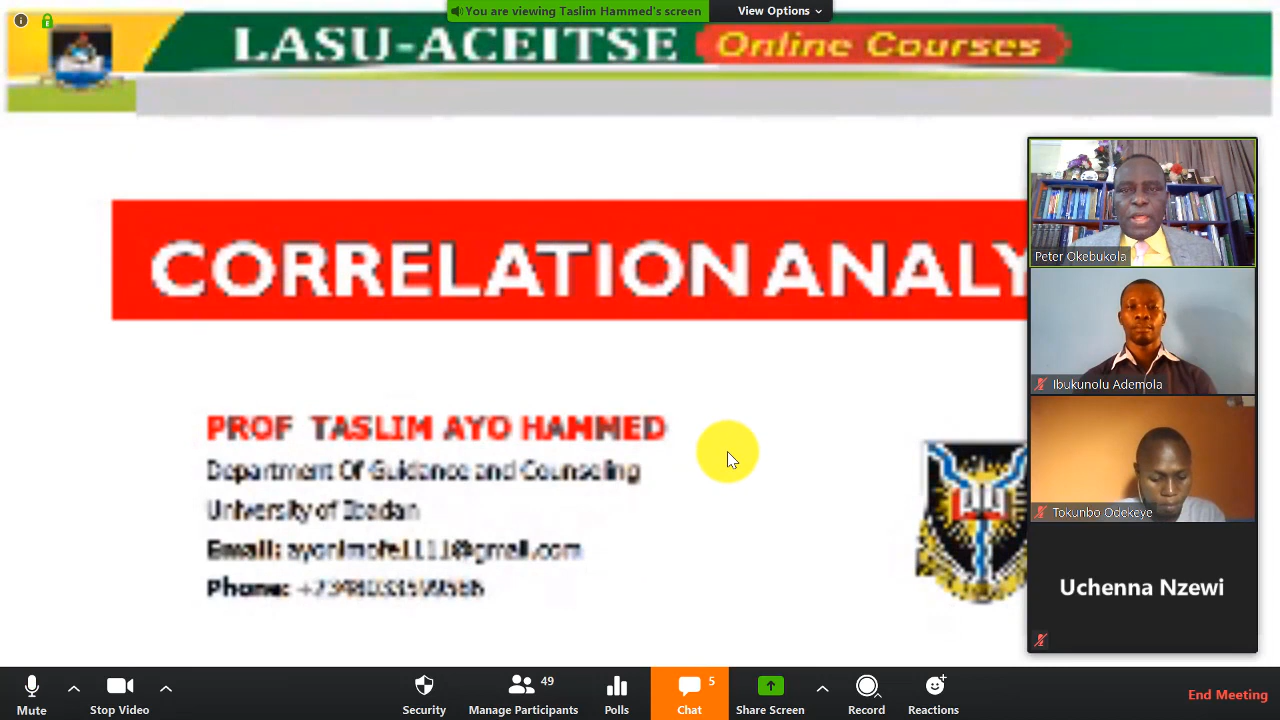 You are viewing Taslim Hammed's screen
View Options
LASU-ACEITSE Online Courses
CORRELATION ANALY
PROF TASLIM AYO HAMMED
Department Of Guidance and Counseling
University of Ibadan
Email:
Phone:
Peter Okebukola
Ibukunolu Ademola
Tokunbo Odekeye
Uchenna Nzewi
Mute
Stop Video
Security
49
Manage Participants
Polls
5
Chat
Share Screen
Record
Reactions
End Meeting